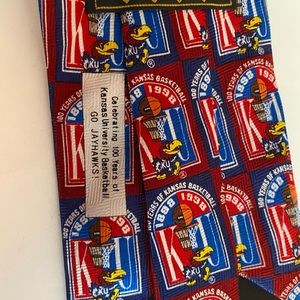 Celebrating 100 Years of
Kansas University Basketball
GO JAYHAWKS!
100 YEARS OF KANSAS BASKETBALL
1898 1998
KU